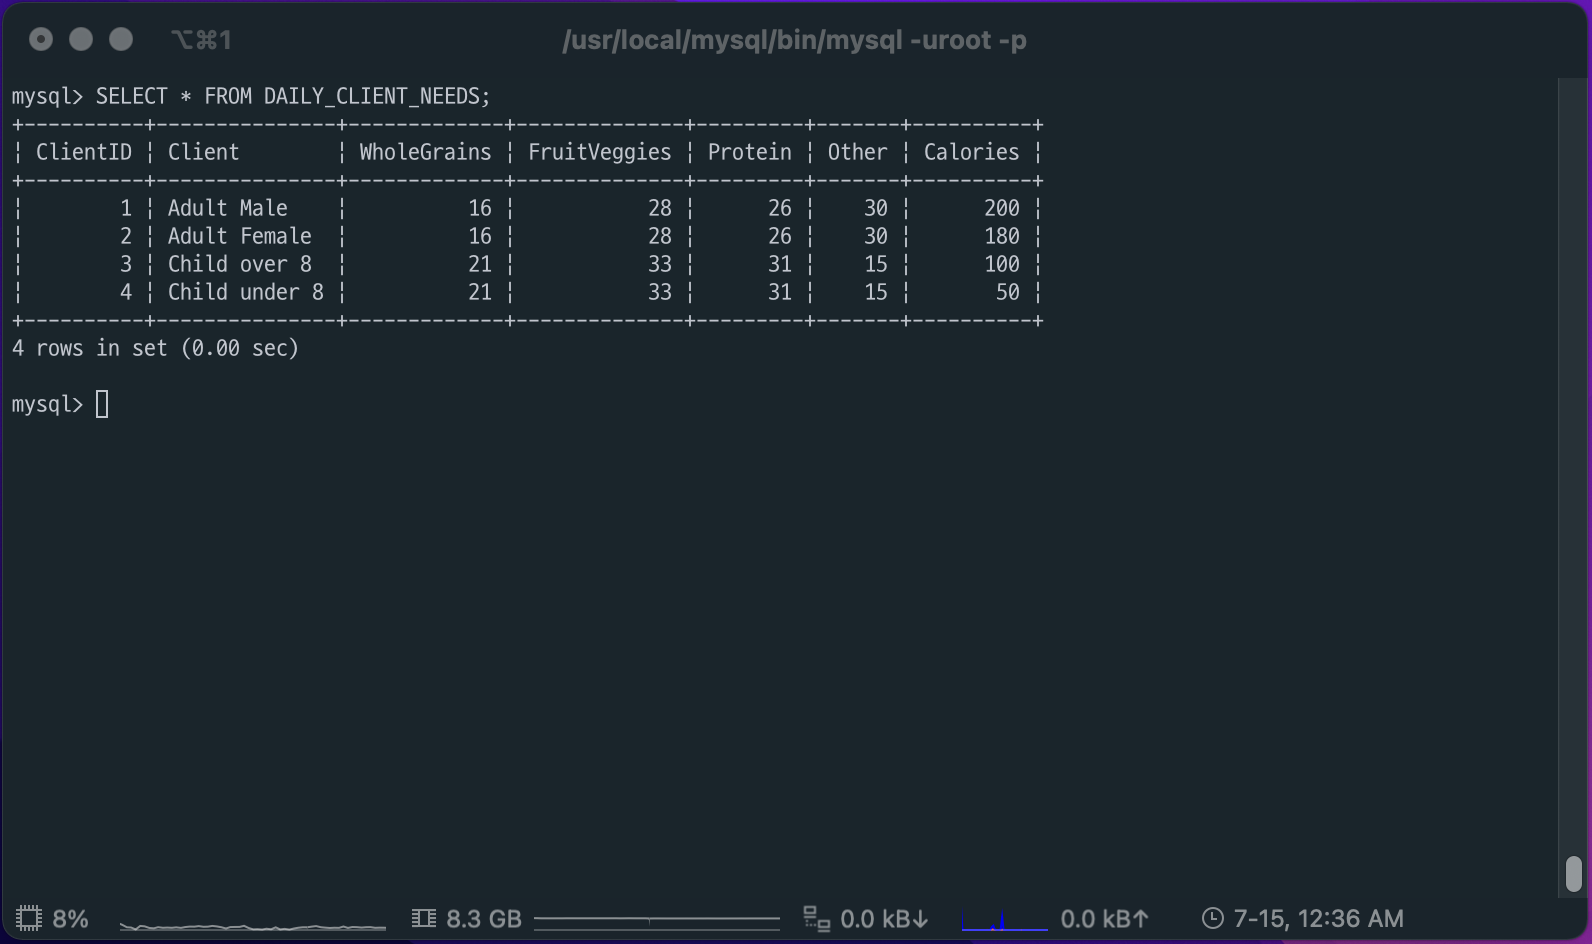 ⌥⌘1 /usr/local/mysql/bin/mysql -uroot -p
mysql> SELECT * FROM DAILY_CLIENT_NEEDS;
+----------+---------------+-------------+--------------+---------+-------+----------+
| ClientID | Client        | WholeGrains | FruitVeggies | Protein | Other | Calories |
+----------+---------------+-------------+--------------+---------+-------+----------+
|        1 | Adult Male    |          16 |           28 |      26 |    30 |      200 |
|        2 | Adult Female  |          16 |           28 |      26 |    30 |      180 |
|        3 | Child over 8  |          21 |           33 |      31 |    15 |      100 |
|        4 | Child under 8 |          21 |           33 |      31 |    15 |       50 |
+----------+---------------+-------------+--------------+---------+-------+----------+
4 rows in set (0.00 sec)
mysql>
8% 8.3 GB 0.0 kB↓ 0.0 kB↑ 7-15, 12:36 AM